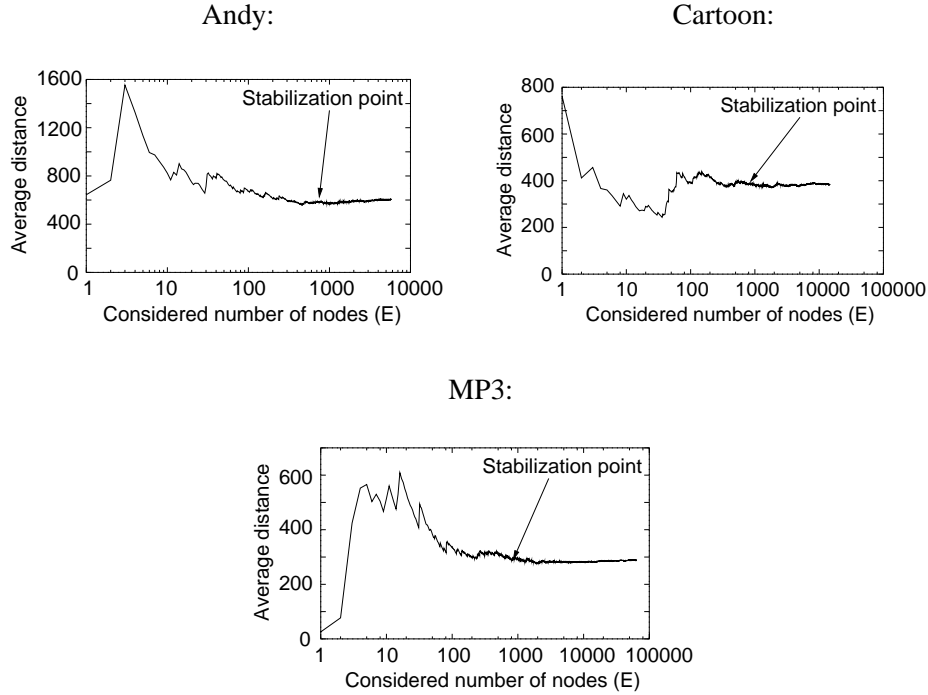 Andy:
Cartoon:
1600
1200
800
400
0
Average distance
Stabilization point
1 10 100 1000 10000
Considered number of nodes (E)
800
600
400
200
0
Average distance
Stabilization point
1 10 100 1000 10000 100000
Considered number of nodes (E)
MP3:
600
400
200
0
Average distance
Stabilization point
1 10 100 1000 10000 100000
Considered number of nodes (E)